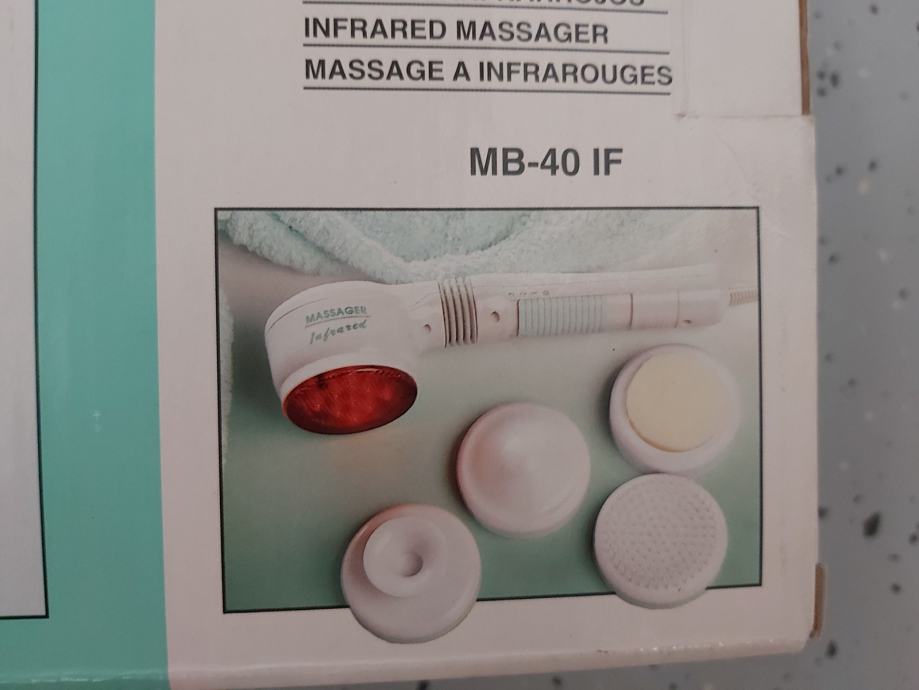 INFRARED MASSAGER
MASSAGE A INFRAROUGES
MB-40 IF
MASSAGER
Infrared